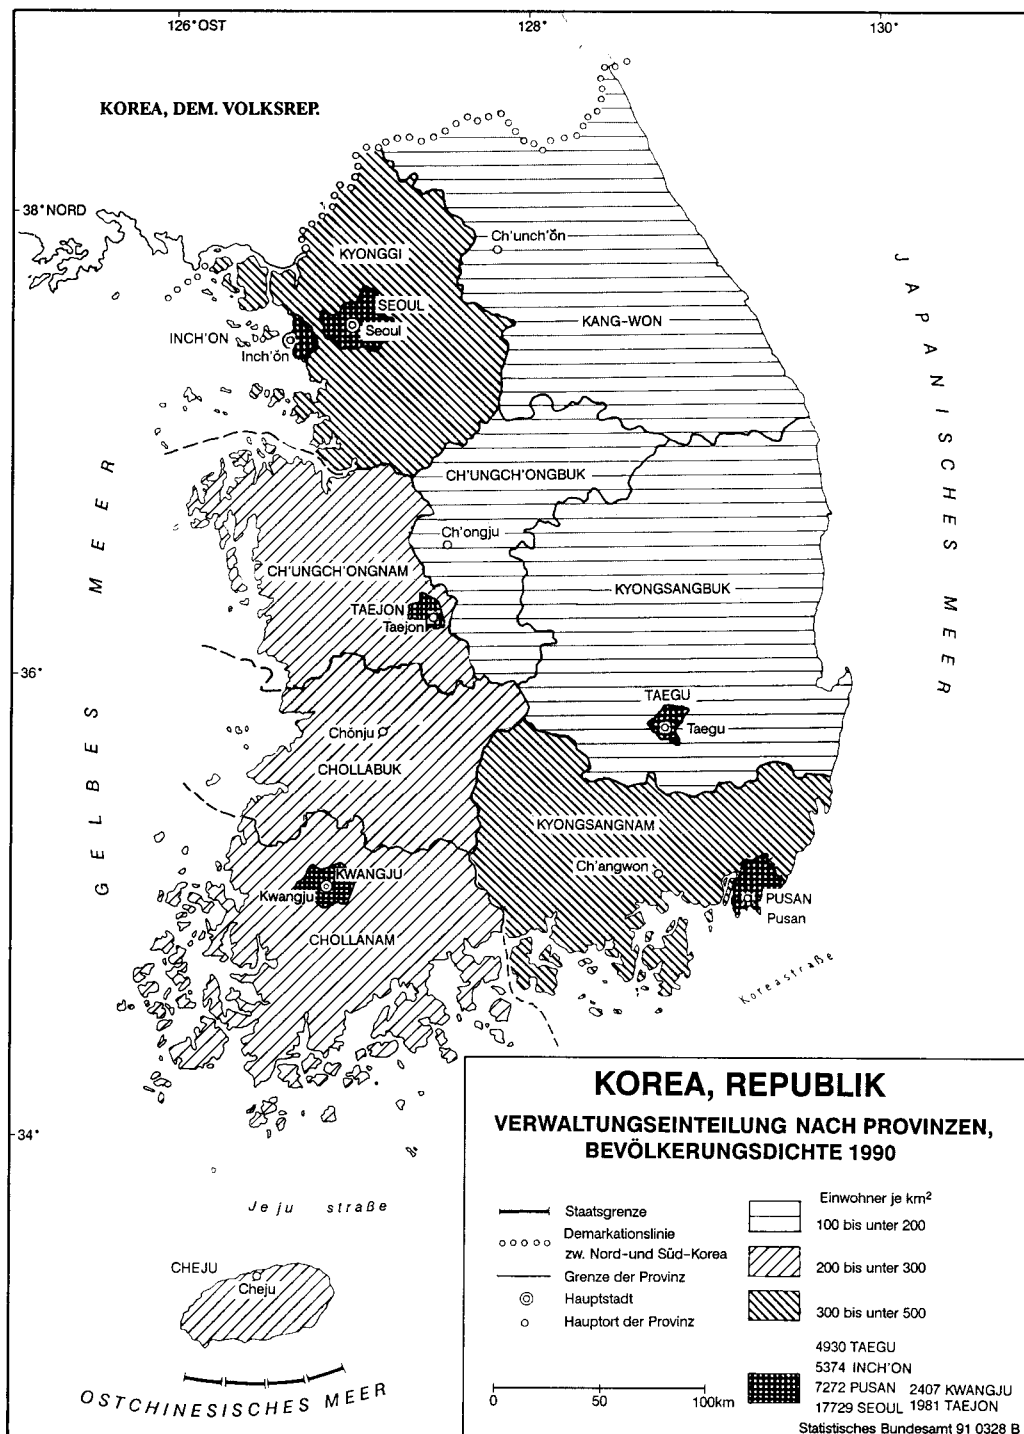 126°OST
128°
130°
KOREA, DEM. VOLKSREP.
38°NORD
Ch'unch'ŏn
KYONGGI
SEOUL
Seoul
KANG-WON
INCH'ON
Inch'ŏn
JAPANISCHES MEER
GELBES MEER
CH'UNGCH'ONGBUK
Ch'ongju
CH'UNGCH'ONGNAM
KYONGSANGBUK
TAEJON
Taejon
36°
TAEGU
Taegu
Chŏnju
CHOLLABUK
KYONGSANGNAM
Ch'angwon
KWANGJU
Kwangju
PUSAN
Pusan
CHOLLANAM
Koreastraße
34°
Jeju straße
CHEJU
Cheju
OSTCHINESISCHES MEER
KOREA, REPUBLIK
VERWALTUNGSEINTEILUNG NACH PROVINZEN,
BEVÖLKERUNGSDICHTE 1990
Staatsgrenze
Demarkationslinie
zw. Nord-und Süd-Korea
Grenze der Provinz
Hauptstadt
Hauptort der Provinz
0 50 100km
Einwohner je km²
100 bis unter 200
200 bis unter 300
300 bis unter 500
4930 TAEGU
5374 INCH'ON
7272 PUSAN 2407 KWANGJU
17729 SEOUL 1981 TAEJON
Statistisches Bundesamt 91 0328 B